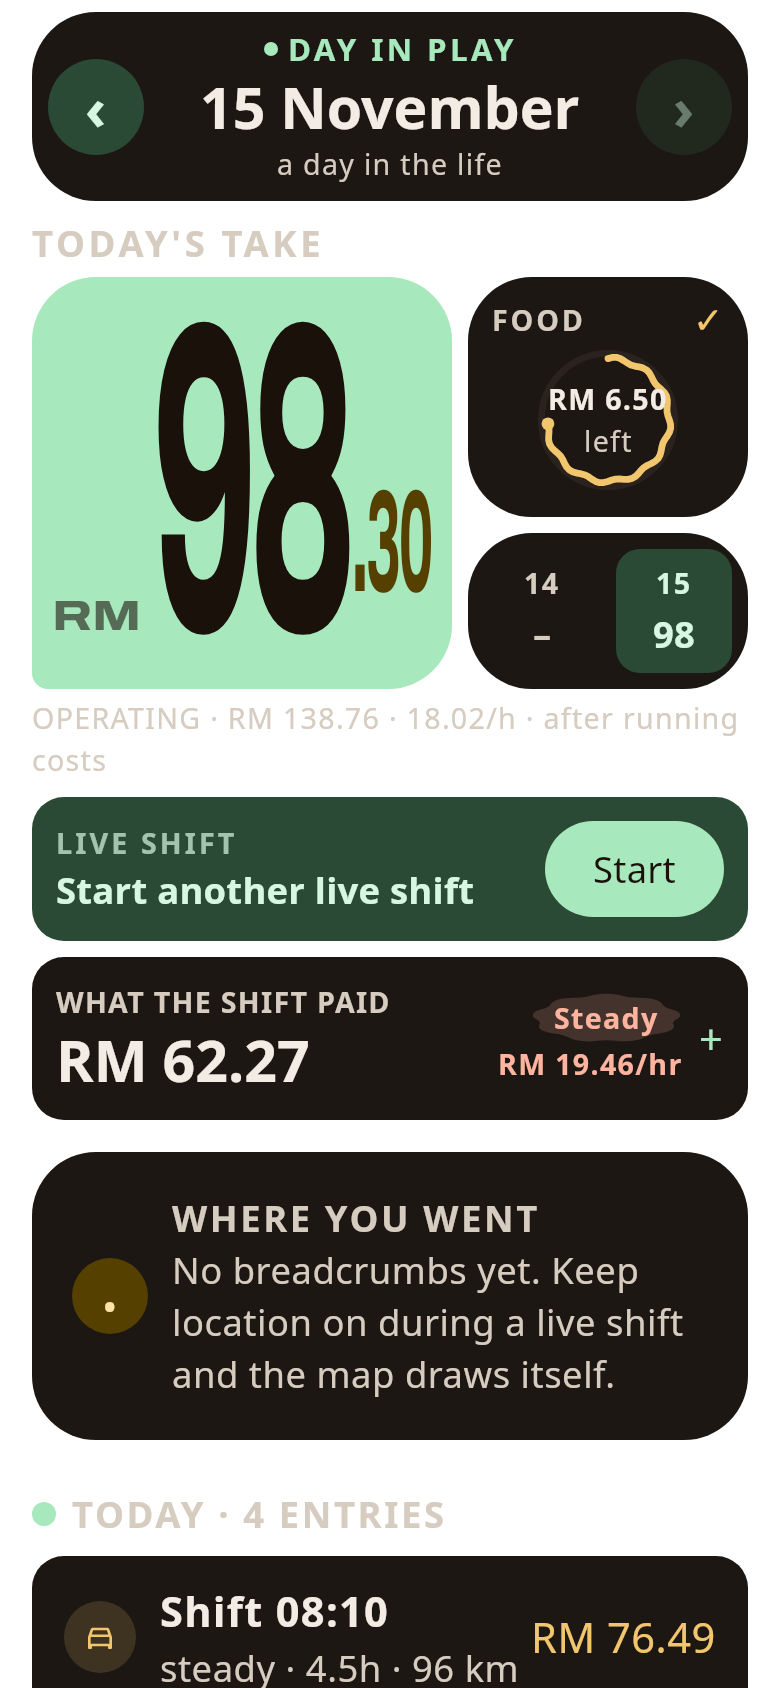 DAY IN PLAY
‹
15 November
›
a day in the life
TODAY'S TAKE
RM 98.30
FOOD ✓
RM 6.50
left
14 15
– 98
OPERATING · RM 138.76 · 18.02/h · after running
costs
LIVE SHIFT
Start another live shift
Start
WHAT THE SHIFT PAID
RM 62.27
Steady
RM 19.46/hr
+
WHERE YOU WENT
No breadcrumbs yet. Keep
location on during a live shift
and the map draws itself.
TODAY · 4 ENTRIES
Shift 08:10
steady · 4.5h · 96 km
RM 76.49